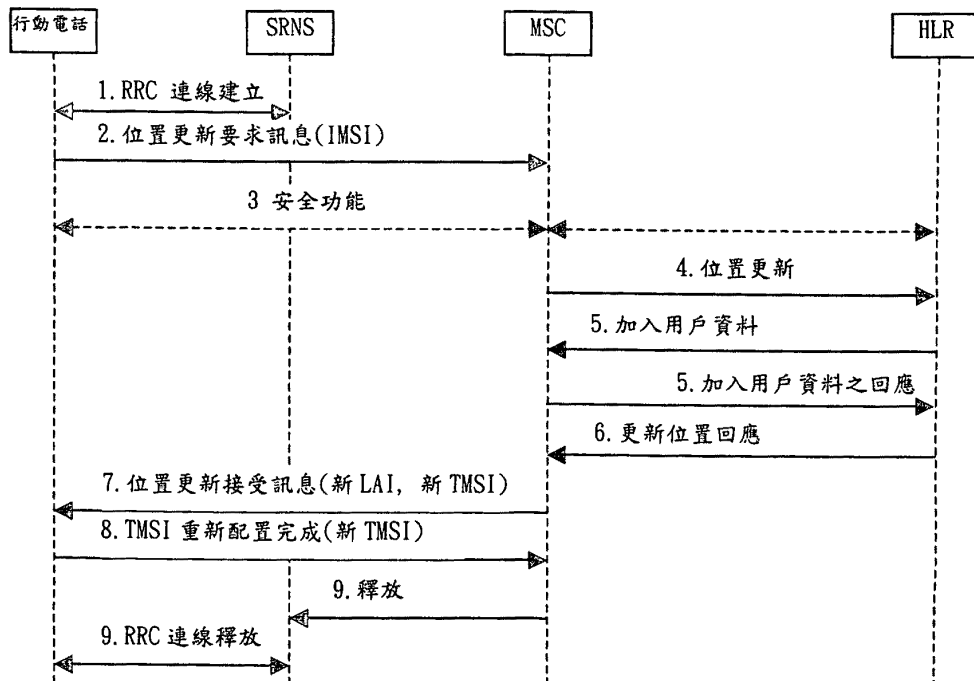 行動電話
SRNS
MSC
HLR
1.RRC 連線建立
2.位置更新要求訊息(IMSI)
3 安全功能
4.位置更新
5.加入用戶資料
5.加入用戶資料之回應
6.更新位置回應
7.位置更新接受訊息(新 LAI, 新 TMSI)
8.TMSI 重新配置完成(新 TMSI)
9.釋放
9.RRC 連線釋放